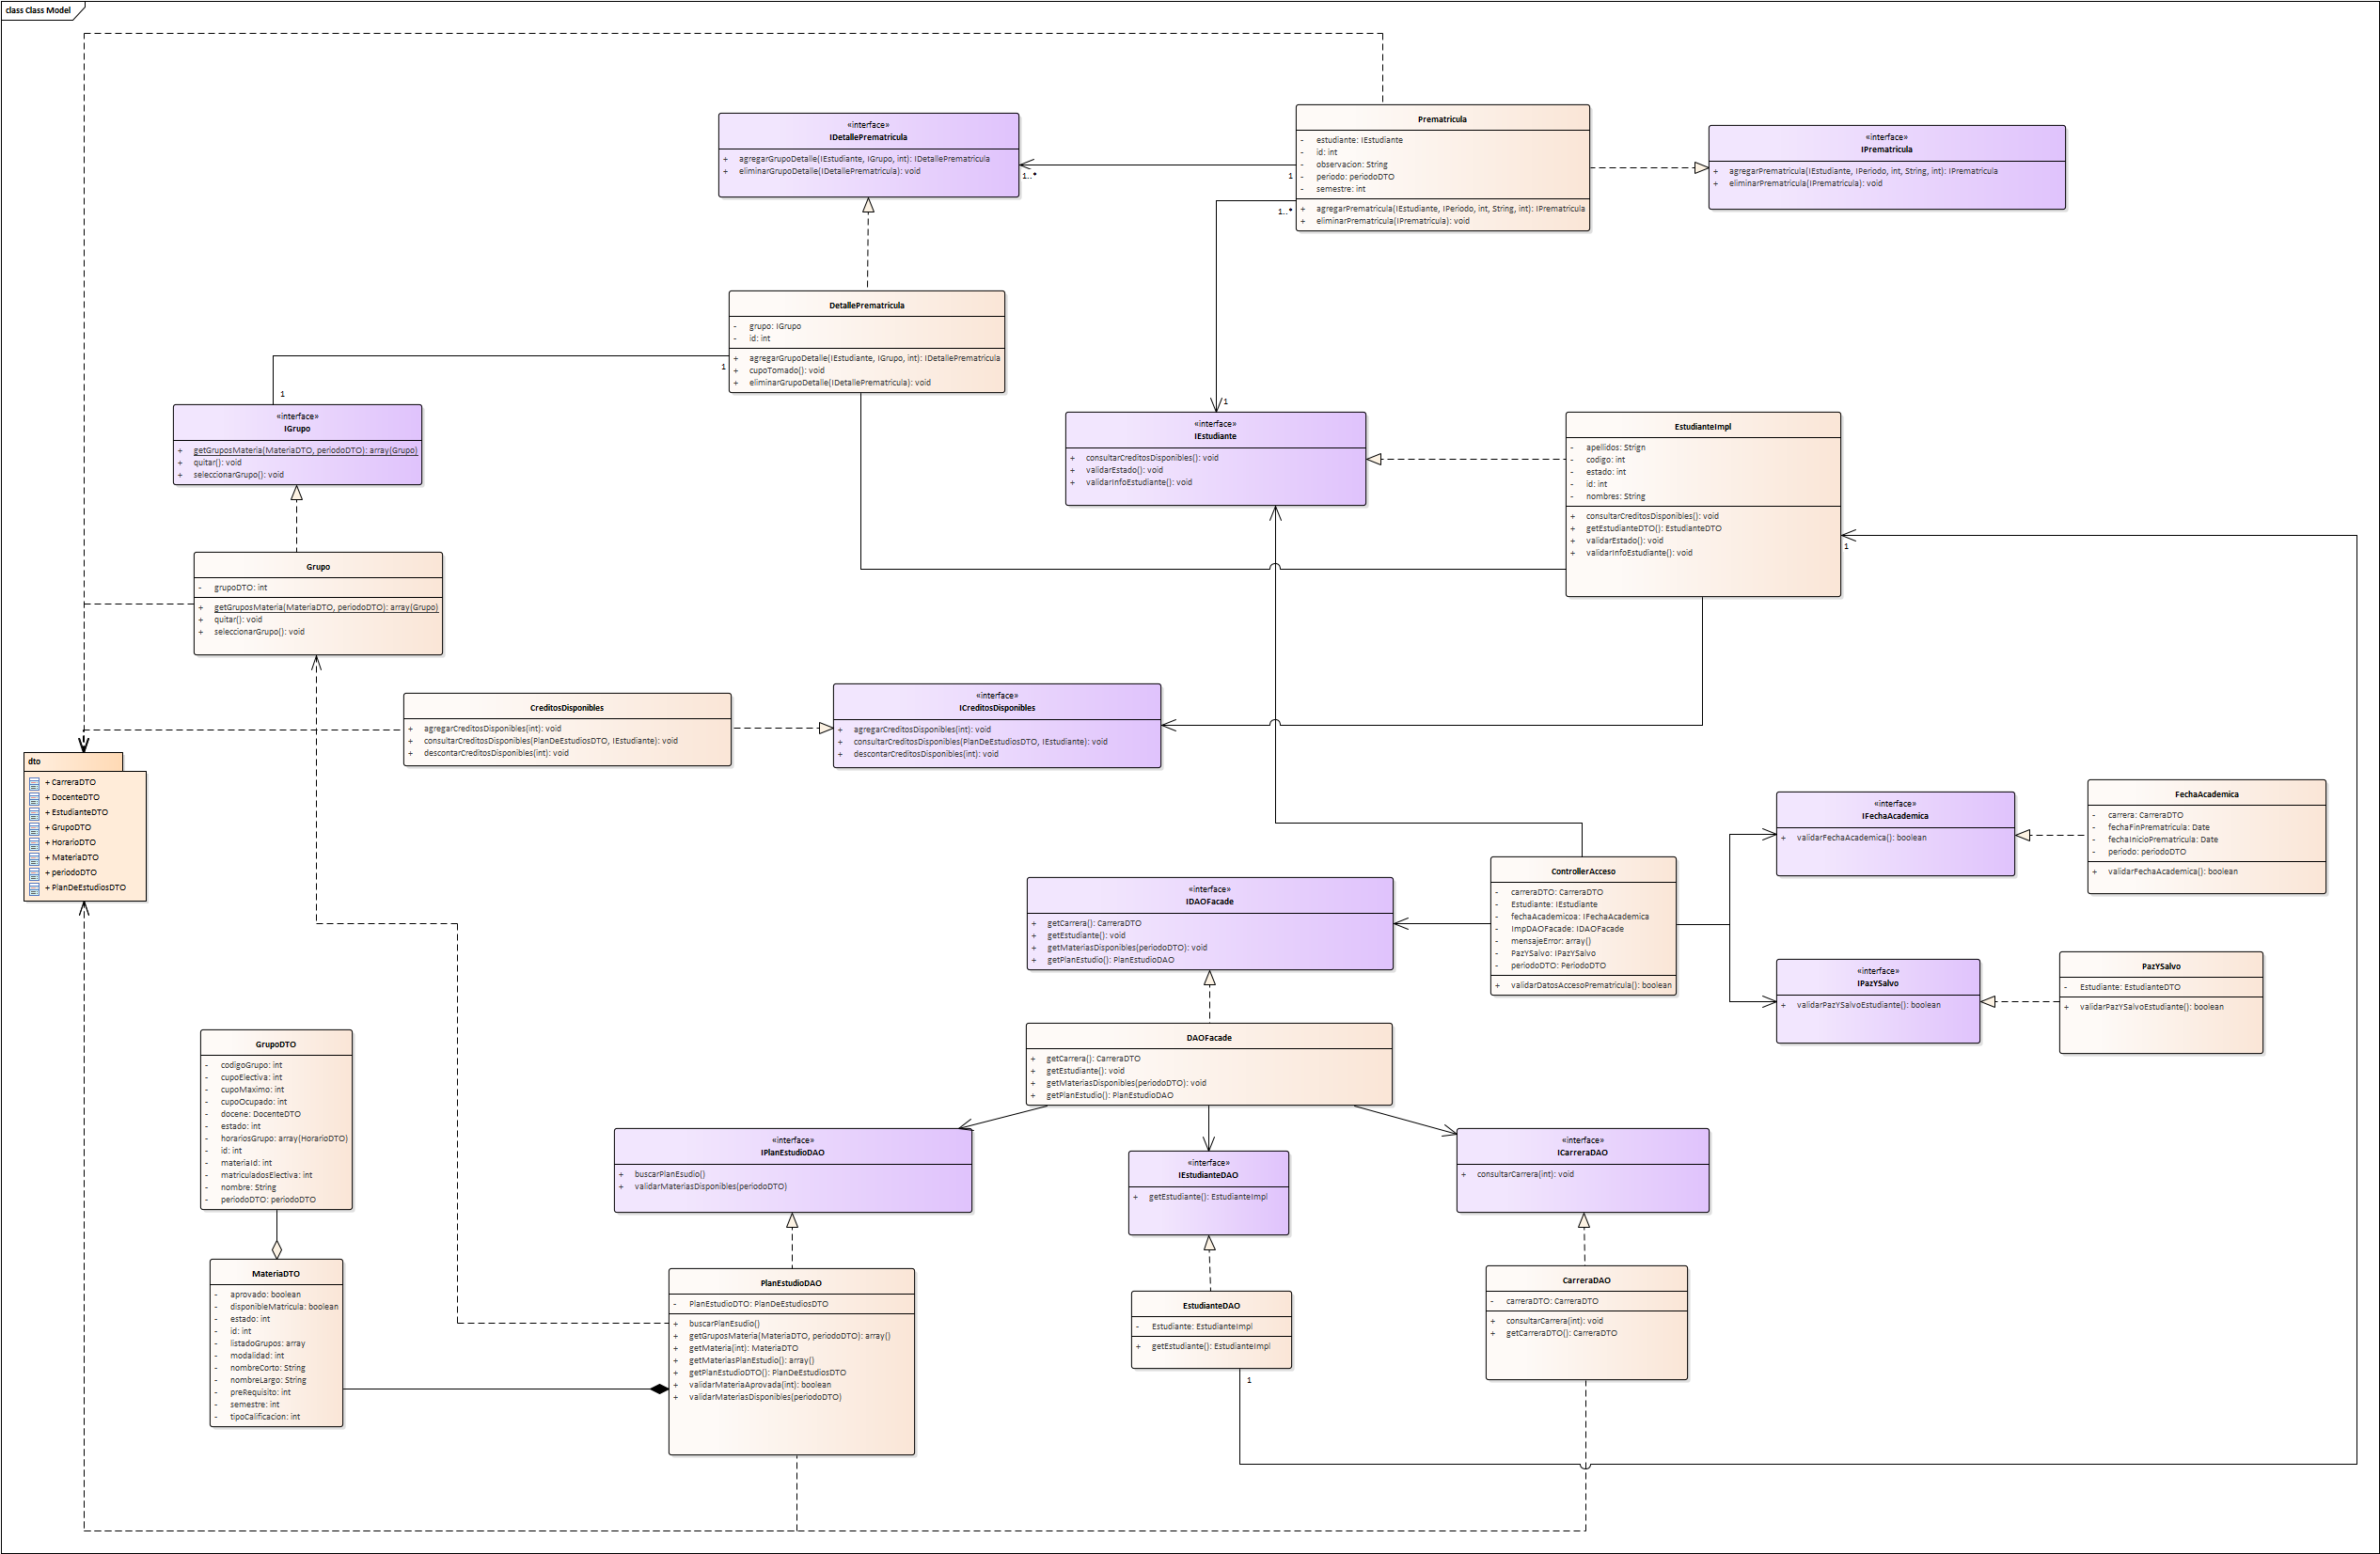 class Class Model
«interface»
IDetallePrematricula
+ agregarGrupoDetalle(IEstudiante, IGrupo, int): IDetallePrematricula
+ eliminarGrupoDetalle(IDetallePrematricula): void
1..*
1
1..*
Prematricula
- estudiante: IEstudiante
- id: int
- observacion: String
- periodo: periodoDTO
- semestre: int
+ agregarPrematricula(IEstudiante, IPeriodo, int, String, int): IPrematricula
+ eliminarPrematricula(IPrematricula): void
«interface»
IPrematricula
+ agregarPrematricula(IEstudiante, IPeriodo, int, String, int): IPrematricula
+ eliminarPrematricula(IPrematricula): void
DetallePrematricula
- grupo: IGrupo
- id: int
+ agregarGrupoDetalle(IEstudiante, IGrupo, int): IDetallePrematricula
+ cupoTomado(): void
+ eliminarGrupoDetalle(IDetallePrematricula): void
1
1
«interface»
IGrupo
+ getGruposMateria(MateriaDTO, periodoDTO): array(Grupo)
+ quitar(): void
+ seleccionarGrupo(): void
1
«interface»
IEstudiante
+ consultarCreditosDisponibles(): void
+ validarEstado(): void
+ validarInfoEstudiante(): void
EstudianteImpl
- apellidos: Strign
- codigo: int
- estado: int
- id: int
- nombres: String
+ consultarCreditosDisponibles(): void
+ getEstudianteDTO(): EstudianteDTO
+ validarEstado(): void
+ validarInfoEstudiante(): void
1
Grupo
- grupoDTO: int
+ getGruposMateria(MateriaDTO, periodoDTO): array(Grupo)
+ quitar(): void
+ seleccionarGrupo(): void
CreditosDisponibles
+ agregarCreditosDisponibles(int): void
+ consultarCreditosDisponibles(PlanDeEstudiosDTO, IEstudiante): void
+ descontarCreditosDisponibles(int): void
«interface»
ICreditosDisponibles
+ agregarCreditosDisponibles(int): void
+ consultarCreditosDisponibles(PlanDeEstudiosDTO, IEstudiante): void
+ descontarCreditosDisponibles(int): void
dto
+ CarreraDTO
+ DocenteDTO
+ EstudianteDTO
+ GrupoDTO
+ HorarioDTO
+ MateriaDTO
+ periodoDTO
+ PlanDeEstudiosDTO
«interface»
IFechaAcademica
+ validarFechaAcademica(): boolean
FechaAcademica
- carrera: CarreraDTO
- fechaFinPrematricula: Date
- fechaInicioPrematricula: Date
- periodo: periodoDTO
+ validarFechaAcademica(): boolean
«interface»
IDAOFacade
+ getCarrera(): CarreraDTO
+ getEstudiante(): void
+ getMateriasDisponibles(periodoDTO): void
+ getPlanEstudio(): PlanEstudioDAO
ControllerAcceso
- carreraDTO: CarreraDTO
- Estudiante: IEstudiante
- fechaAcademicoa: IFechaAcademica
- ImpDAOFacade: IDAOFacade
- mensajeError: array()
- PazYSalvo: IPazYSalvo
- periodoDTO: PeriodoDTO
+ validarDatosAccesoPrematricula(): boolean
«interface»
IPazYSalvo
+ validarPazYSalvoEstudiante(): boolean
PazYSalvo
- Estudiante: EstudianteDTO
+ validarPazYSalvoEstudiante(): boolean
DAOFacade
+ getCarrera(): CarreraDTO
+ getEstudiante(): void
+ getMateriasDisponibles(periodoDTO): void
+ getPlanEstudio(): PlanEstudioDAO
GrupoDTO
- codigoGrupo: int
- cupoElectiva: int
- cupoMaximo: int
- cupoOcupado: int
- docene: DocenteDTO
- estado: int
- horariosGrupo: array(HorarioDTO)
- id: int
- materiaId: int
- matriculadosElectiva: int
- nombre: String
- periodoDTO: periodoDTO
«interface»
IPlanEstudioDAO
+ buscarPlanEsudio()
+ validarMateriasDisponibles(periodoDTO)
«interface»
IEstudianteDAO
+ getEstudiante(): EstudianteImpl
«interface»
ICarreraDAO
+ consultarCarrera(int): void
MateriaDTO
- aprovado: boolean
- disponibleMatricula: boolean
- estado: int
- id: int
- listadoGrupos: array
- modalidad: int
- nombreCorto: String
- nombreLargo: String
- preRequisito: int
- semestre: int
- tipoCalificacion: int
PlanEstudioDAO
- PlanEstudioDTO: PlanDeEstudiosDTO
+ buscarPlanEsudio()
+ getGruposMateria(MateriaDTO, periodoDTO): array()
+ getMateria(int): MateriaDTO
+ getMateriasPlanEstudio(): array()
+ getPlanEstudioDTO(): PlanDeEstudiosDTO
+ validarMateriaAprovada(int): boolean
+ validarMateriasDisponibles(periodoDTO)
EstudianteDAO
- Estudiante: EstudianteImpl
+ getEstudiante(): EstudianteImpl
1
CarreraDAO
- carreraDTO: CarreraDTO
+ consultarCarrera(int): void
+ getCarreraDTO(): CarreraDTO